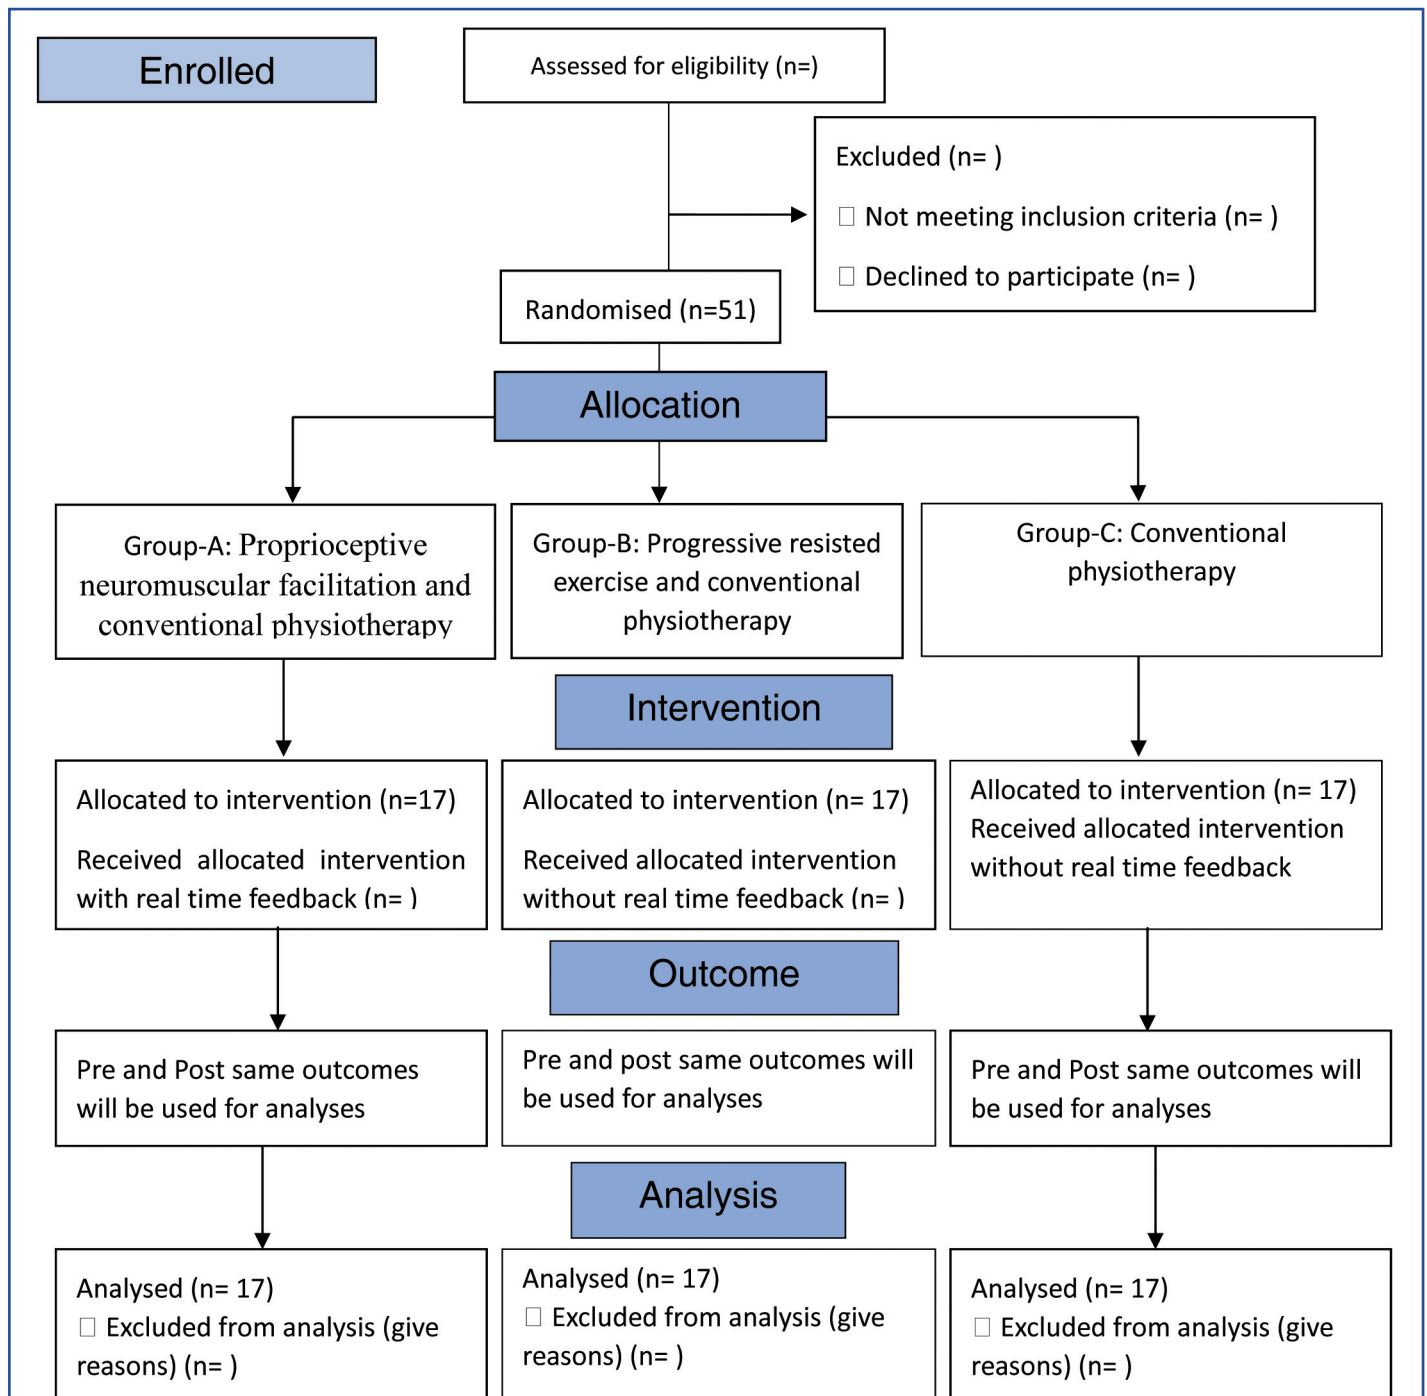 Enrolled
Assessed for eligibility (n=)
Excluded (n= )
□ Not meeting inclusion criteria (n= )
□ Declined to participate (n= )
Randomised (n=51)
Allocation
Group-A: Proprioceptive
neuromuscular facilitation and
conventional physiotherapy
Group-B: Progressive resisted
exercise and conventional
physiotherapy
Group-C: Conventional
physiotherapy
Intervention
Allocated to intervention (n=17)
Received allocated intervention
with real time feedback (n= )
Allocated to intervention (n= 17)
Received allocated intervention
without real time feedback (n= )
Allocated to intervention (n= 17)
Received allocated intervention
without real time feedback
Outcome
Pre and Post same outcomes
will be used for analyses
Pre and post same outcomes will
be used for analyses
Pre and Post same outcomes will
be used for analyses
Analysis
Analysed (n= 17)
□ Excluded from analysis (give
reasons) (n= )
Analysed (n= 17)
□ Excluded from analysis (give
reasons) (n= )
Analysed (n= 17)
□ Excluded from analysis (give
reasons) (n= )